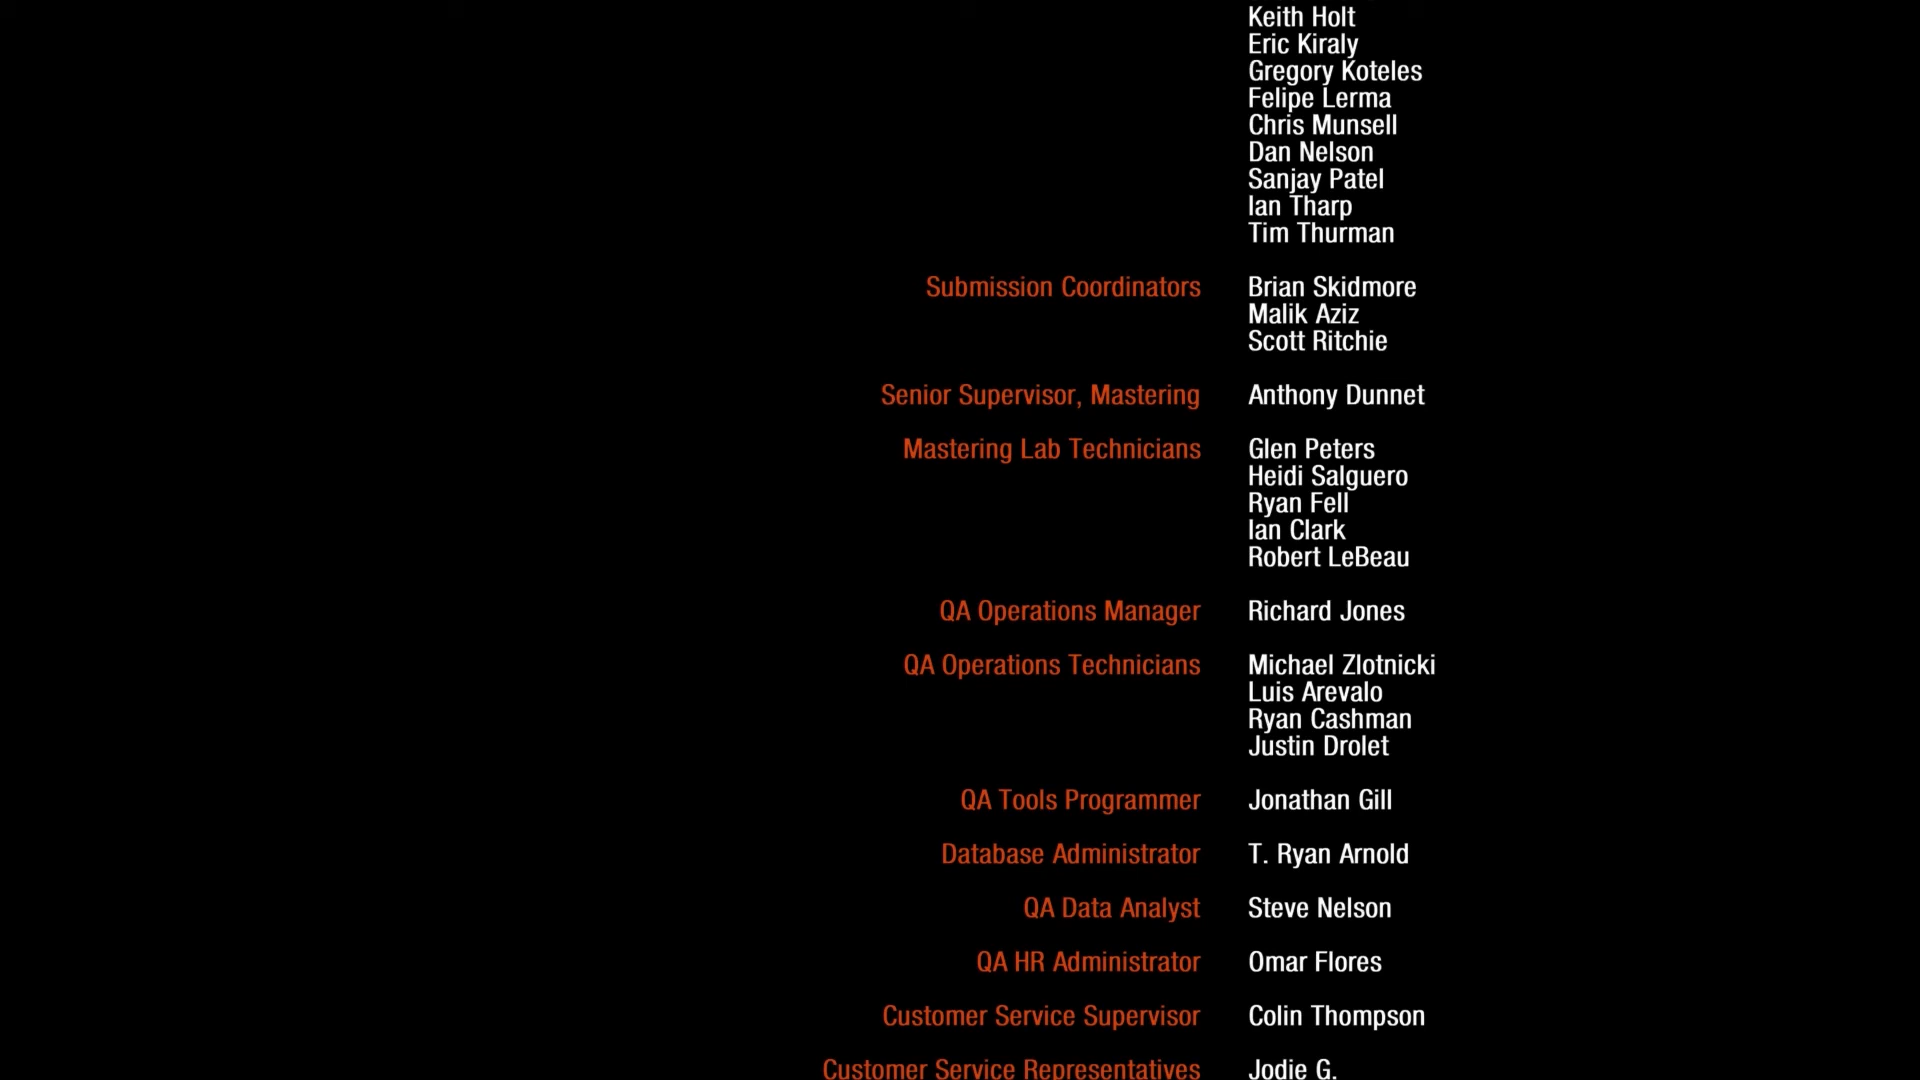 Keith Holt
Eric Kiraly
Gregory Koteles
Felipe Lerma
Chris Munsell
Dan Nelson
Sanjay Patel
Ian Tharp
Tim Thurman
Submission Coordinators Brian Skidmore
Malik Aziz
Scott Ritchie
Senior Supervisor, Mastering Anthony Dunnet
Mastering Lab Technicians Glen Peters
Heidi Salguero
Ryan Fell
Ian Clark
Robert LeBeau
QA Operations Manager Richard Jones
QA Operations Technicians Michael Zlotnicki
Luis Arevalo
Ryan Cashman
Justin Drolet
QA Tools Programmer Jonathan Gill
Database Administrator T. Ryan Arnold
QA Data Analyst Steve Nelson
QA HR Administrator Omar Flores
Customer Service Supervisor Colin Thompson
Customer Service Representatives Jodie G.